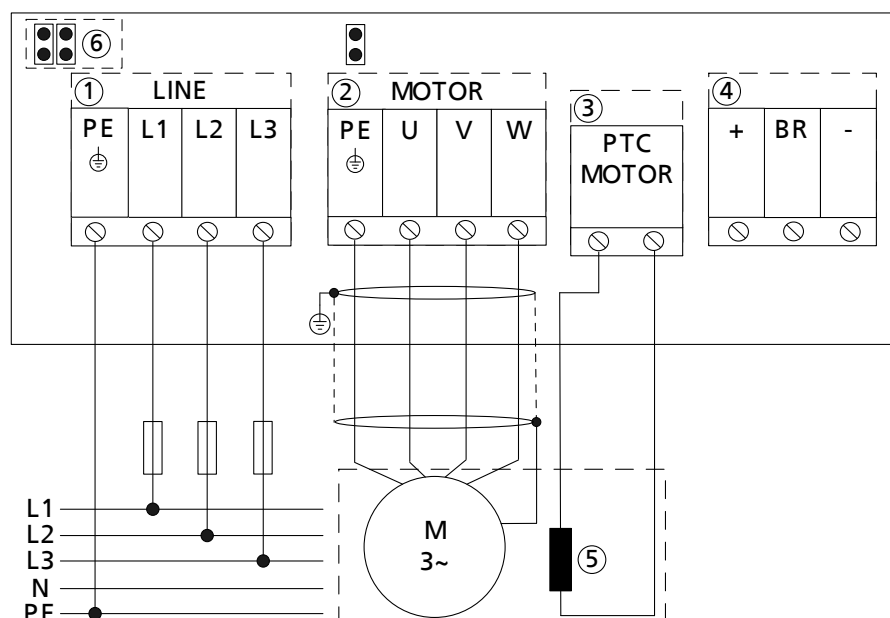 ⑥
① LINE
PE L1 L2 L3
② MOTOR
PE U V W
③
PTC
MOTOR
④
+ BR -
L1
L2
L3
N
PE
M
3~
⑤